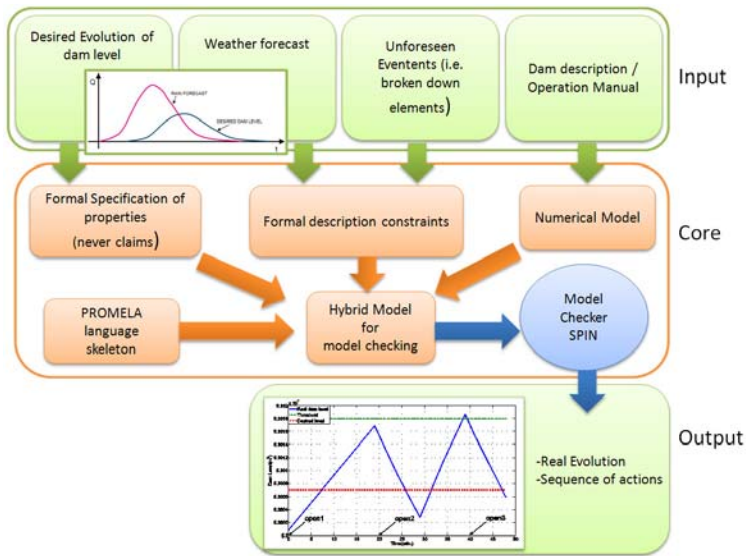 Desired Evolution of
dam level
Weather forecast
Unforeseen
Eventents (i.e.
broken down
elements)
Dam description /
Operation Manual
Input
Q
RAIN FORECAST
DESIRED DAM LEVEL
t
Formal Specification of
properties
(never claims)
Formal description constraints
Numerical Model
Core
PROMELA
language
skeleton
Hybrid Model
for
model checking
Model
Checker
SPIN
Real dam level
Threshold
Desired level
open1
open2
open3
-Real Evolution
-Sequence of actions
Output